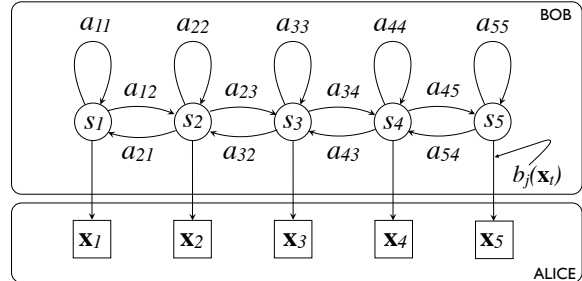 BOB
a11 a22 a33 a44 a55
a12 a23 a34 a45
s1 s2 s3 s4 s5
a21 a32 a43 a54
bj(xt)
x1 x2 x3 x4 x5
ALICE